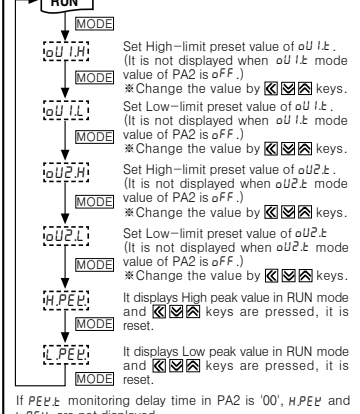 RUN
MODE
oU1.H
Set High-limit preset value of oU1.t.
(It is not displayed when oU1.t mode
MODE
value of PA2 is oFF.)
※Change the value by ≪ ∨ ∧ keys.
oU1.L
Set Low-limit preset value of oU1.t.
(It is not displayed when oU1.t mode
MODE
value of PA2 is oFF.)
※Change the value by ≪ ∨ ∧ keys.
oU2.H
Set High-limit preset value of oU2.t.
(It is not displayed when oU2.t mode
MODE
value of PA2 is oFF.)
※Change the value by ≪ ∨ ∧ keys.
oU2.L
Set Low-limit preset value of oU2.t
(It is not displayed when oU2.t mode
MODE
value of PA2 is oFF.)
※Change the value by ≪ ∨ ∧ keys.
H.PEK
It displays High peak value in RUN mode
and ≪ ∨ ∧ keys are pressed, it is
MODE
reset.
L.PEK
It displays Low peak value in RUN mode
and ≪ ∨ ∧ keys are pressed, it is
MODE
reset.
If PEK.t monitoring delay time in PA2 is '00', H.PEK and
are not displayed